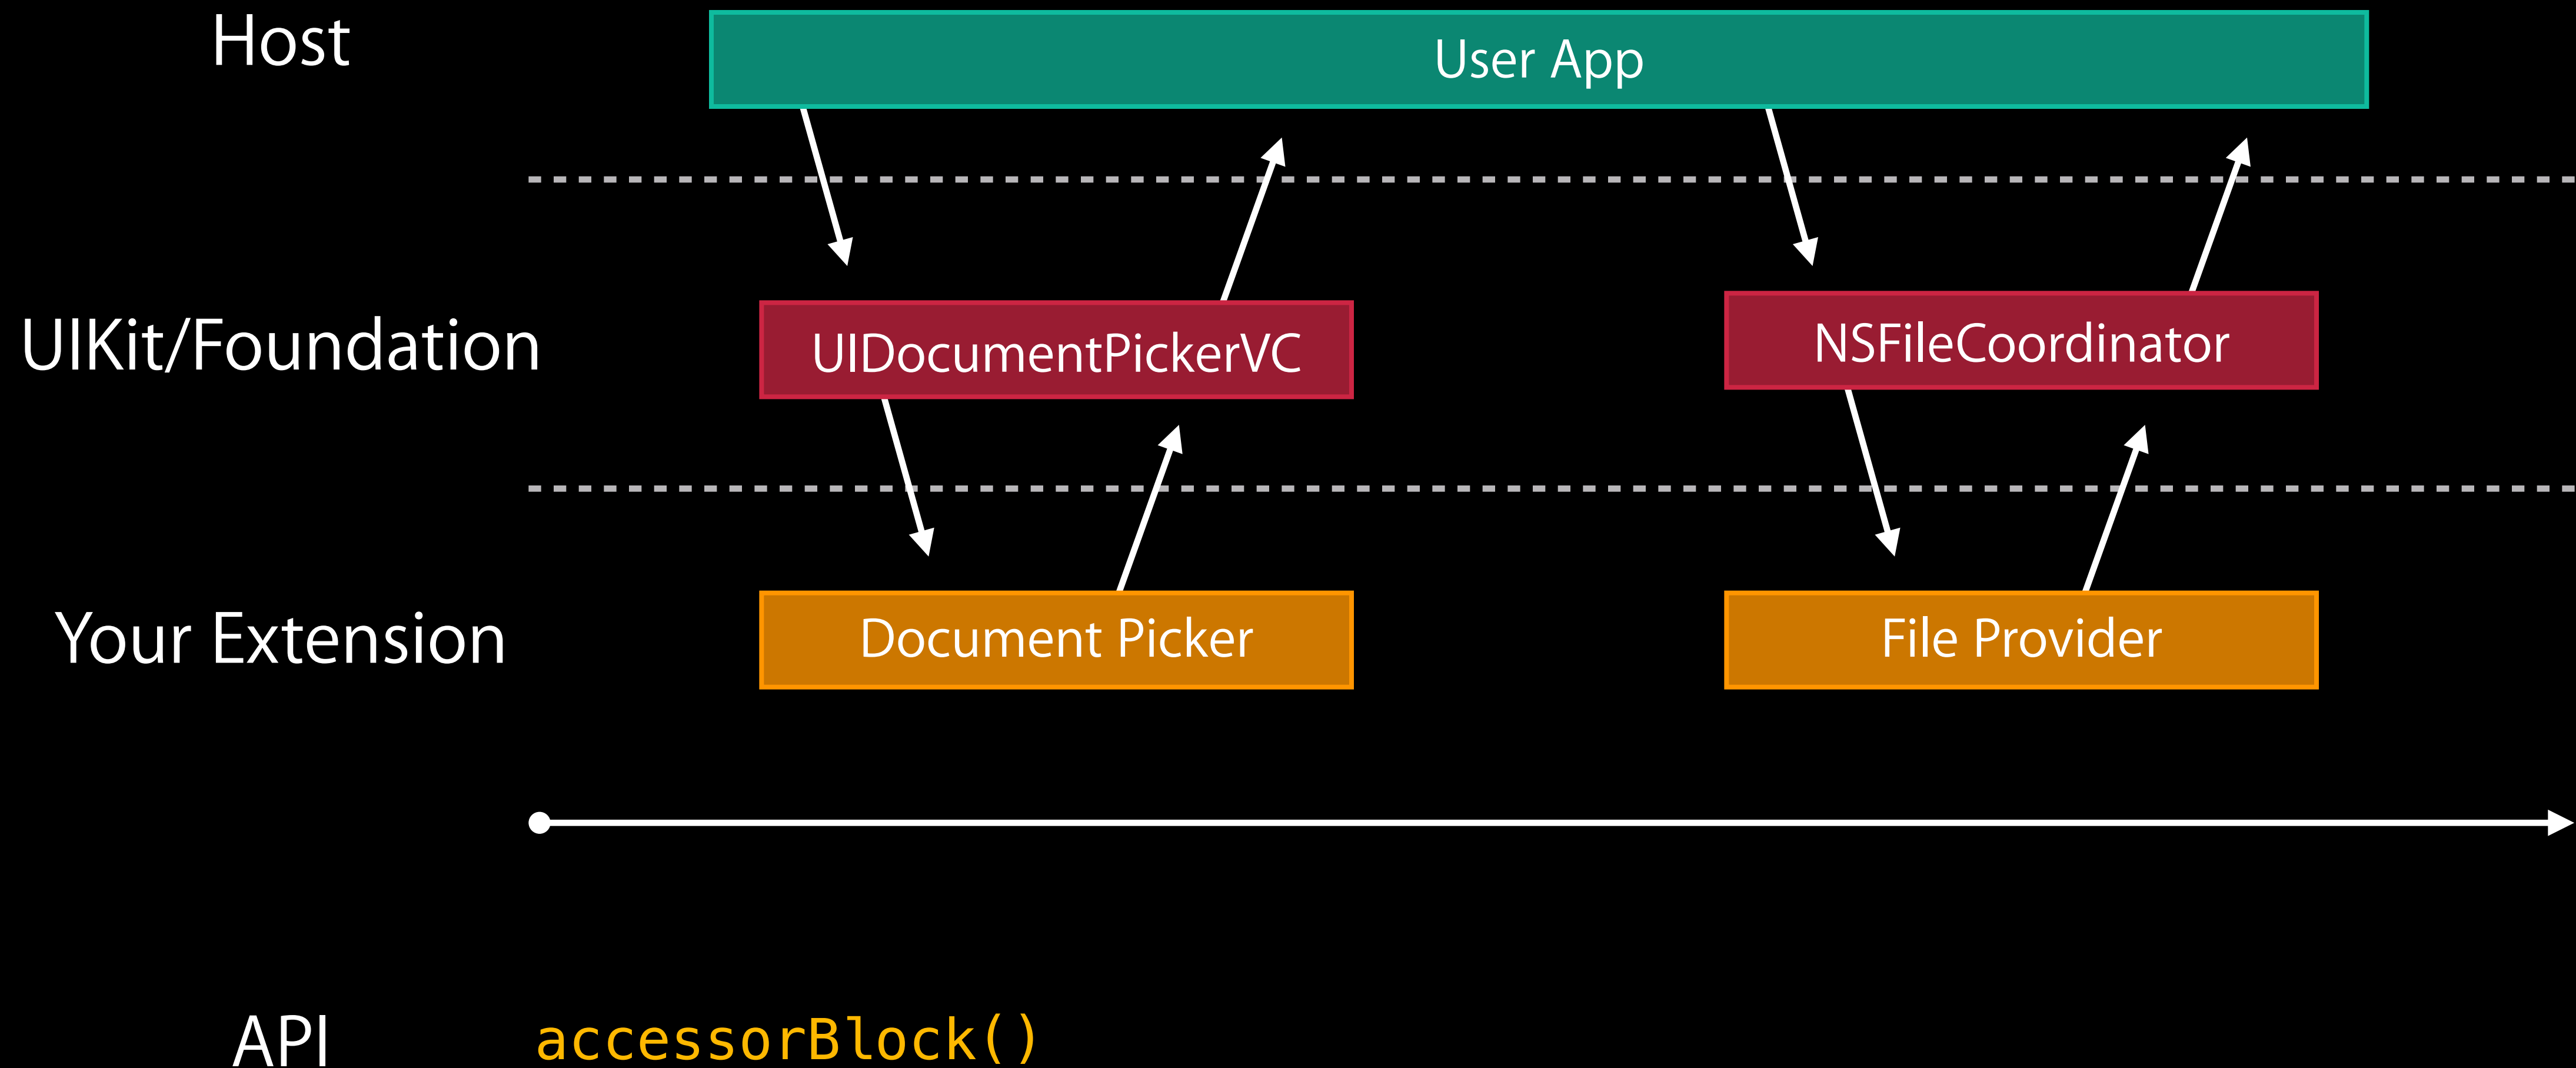 Host
User App
UIKit/Foundation
UIDocumentPickerVC
NSFileCoordinator
Your Extension
Document Picker
File Provider
API
accessorBlock()